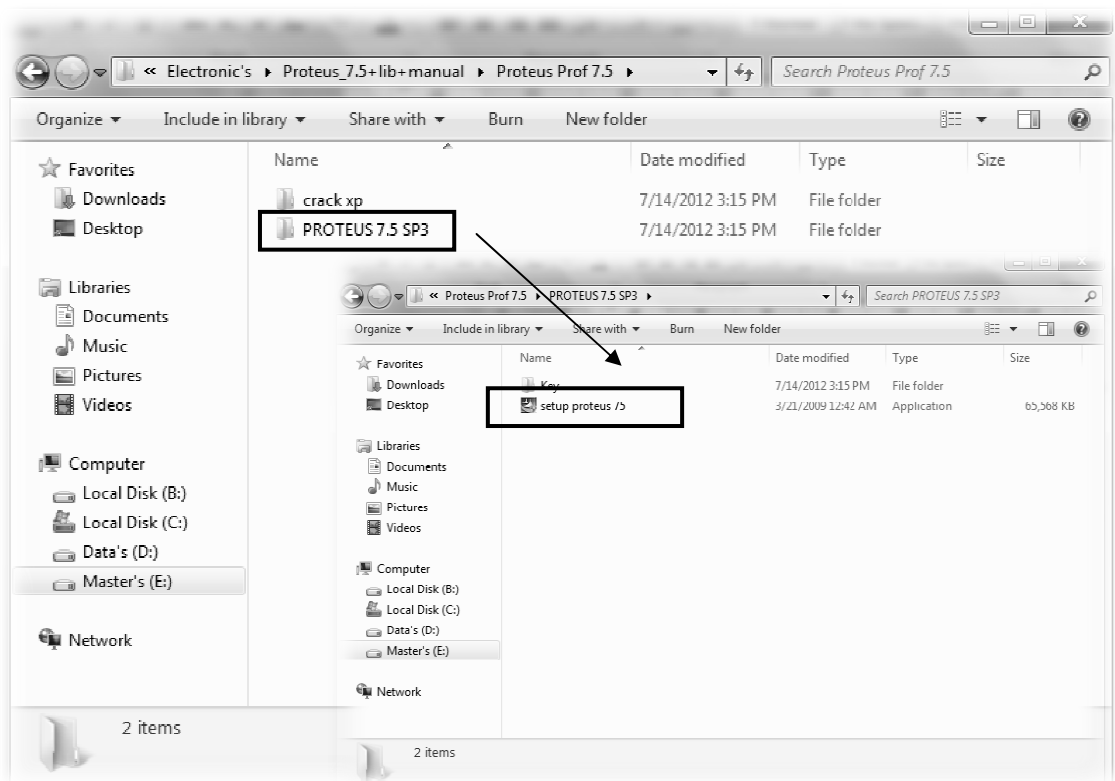 « Electronic's ▸ Proteus_7.5+lib+manual ▸ Proteus Prof 7.5 ▸ Search Proteus Prof 7.5
Organize ▾ Include in library ▾ Share with ▾ Burn New folder
Name Date modified Type Size
crack xp 7/14/2012 3:15 PM File folder
PROTEUS 7.5 SP3 7/14/2012 3:15 PM File folder
Favorites
Downloads
Desktop
Libraries
Documents
Music
Pictures
Videos
Computer
Local Disk (B:)
Local Disk (C:)
Data's (D:)
Master's (E:)
Network
2 items
« Proteus Prof 7.5 ▸ PROTEUS 7.5 SP3 ▸ Search PROTEUS 7.5 SP3
Organize ▾ Include in library ▾ Share with ▾ Burn New folder
Name Date modified Type Size
Key 7/14/2012 3:15 PM File folder
setup proteus 75 3/21/2009 12:42 AM Application 65,568 KB
Favorites
Downloads
Desktop
Libraries
Documents
Music
Pictures
Videos
Computer
Local Disk (B:)
Local Disk (C:)
Data's (D:)
Master's (E:)
Network
2 items